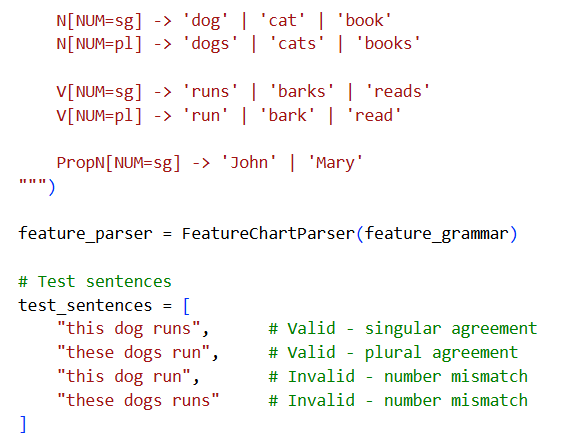 N[NUM=sg] -> 'dog' | 'cat' | 'book'
N[NUM=pl] -> 'dogs' | 'cats' | 'books'
V[NUM=sg] -> 'runs' | 'barks' | 'reads'
V[NUM=pl] -> 'run' | 'bark' | 'read'
PropN[NUM=sg] -> 'John' | 'Mary'
""")
feature_parser = FeatureChartParser(feature_grammar)
# Test sentences
test_sentences = [
"this dog runs",      # Valid - singular agreement
"these dogs run",     # Valid - plural agreement
"this dog run",       # Invalid - number mismatch
"these dogs runs"     # Invalid - number mismatch
]